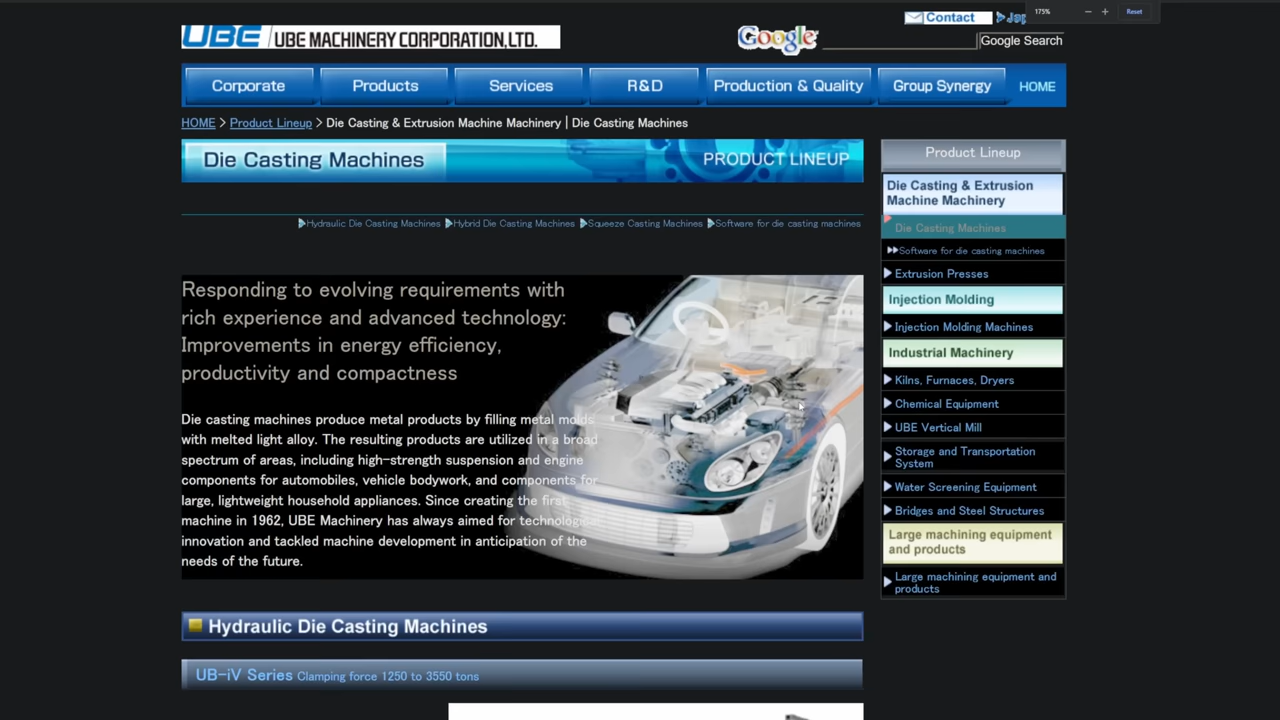 175%
Reset
Contact
UBE UBE MACHINERY CORPORATION,LTD.
Google
Google Search
Corporate
Products
Services
R&D
Production & Quality
Group Synergy
HOME
HOME > Product Lineup > Die Casting & Extrusion Machine Machinery | Die Casting Machines
Die Casting Machines
PRODUCT LINEUP
Hydraulic Die Casting Machines
Hybrid Die Casting Machines
Squeeze Casting Machines
Software for die casting machines
Responding to evolving requirements with
rich experience and advanced technology:
Improvements in energy efficiency,
productivity and compactness
Die casting machines produce metal products by filling metal molds
with melted light alloy. The resulting products are utilized in a broad
spectrum of areas, including high-strength suspension and engine
components for automobiles, vehicle bodywork, and components for
large, lightweight household appliances. Since creating the first
machine in 1962, UBE Machinery has always aimed for technological
innovation and tackled machine development in anticipation of the
needs of the future.
Hydraulic Die Casting Machines
UB-iV Series Clamping force 1250 to 3550 tons
Product Lineup
Die Casting & Extrusion
Machine Machinery
Die Casting Machines
Software for die casting machines
Extrusion Presses
Injection Molding
Injection Molding Machines
Industrial Machinery
Kilns, Furnaces, Dryers
Chemical Equipment
UBE Vertical Mill
Storage and Transportation
System
Water Screening Equipment
Bridges and Steel Structures
Large machining equipment
and products
Large machining equipment and
products